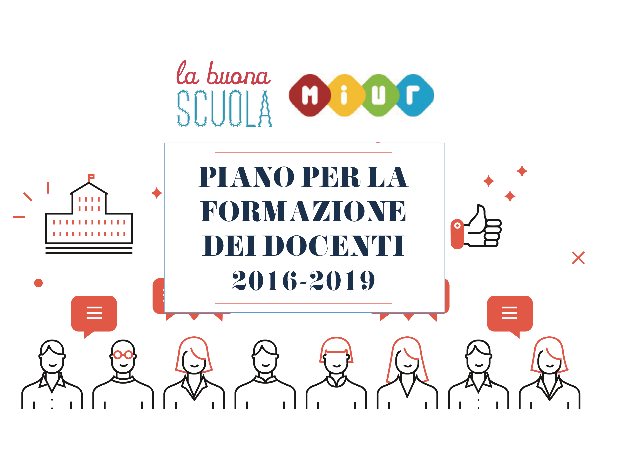 la buona
SCUOLA
MIUr
PIANO PER LA
FORMAZIONE
DEI DOCENTI
2016-2019